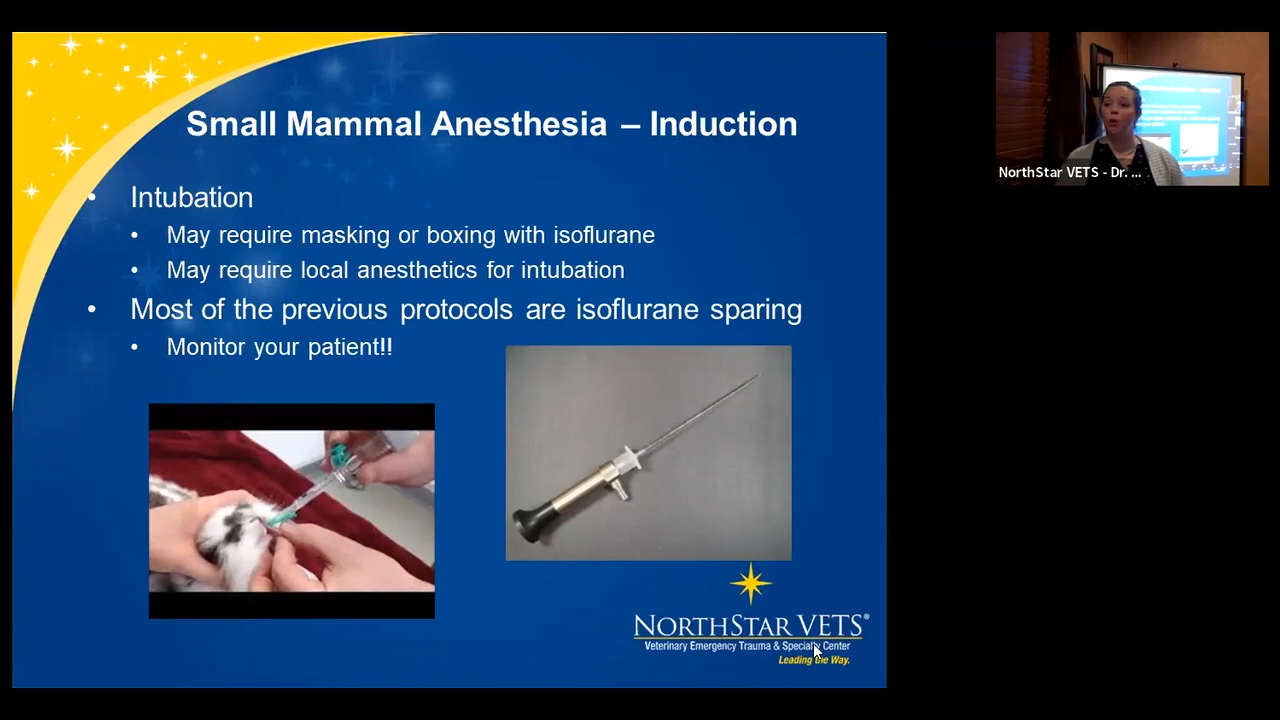 Small Mammal Anesthesia – Induction
• Intubation
• May require masking or boxing with isoflurane
• May require local anesthetics for intubation
• Most of the previous protocols are isoflurane sparing
• Monitor your patient!!
NORTHSTAR VETS®
Veterinary Emergency Trauma & Specialty Center
Leading the Way.
NorthStar VETS - Dr. ...